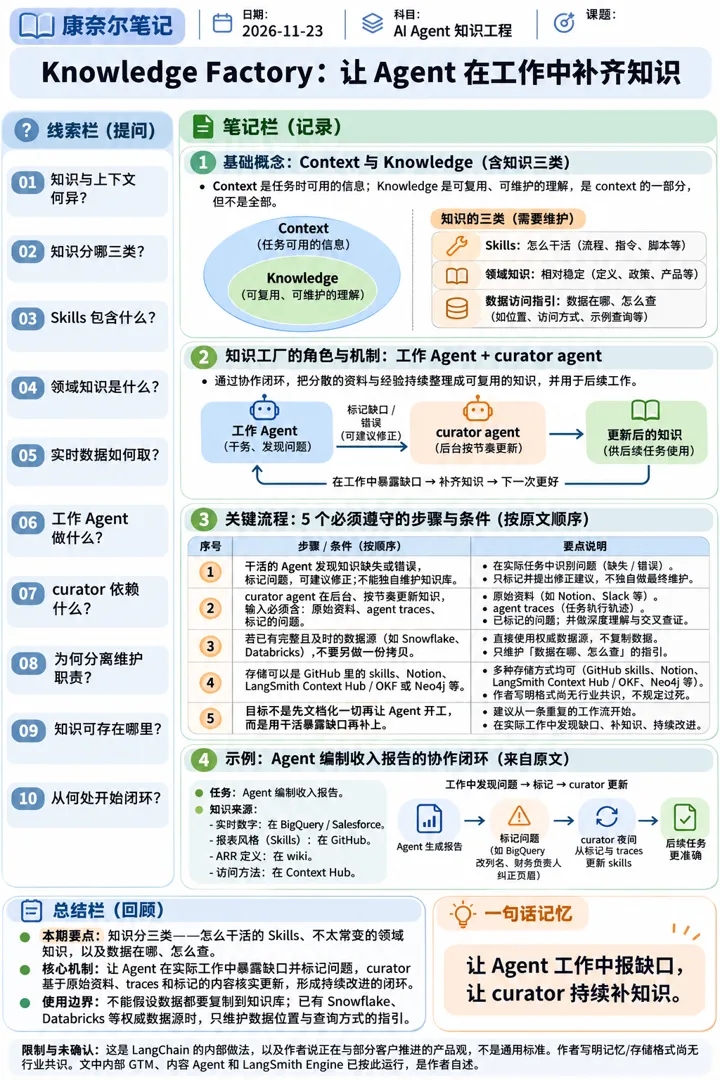 康奈尔笔记
日期：
2026-11-23
科目：
AI Agent 知识工程
课题：
Knowledge Factory：让 Agent 在工作中补齐知识
? 线索栏（提问）
01 知识与上下文
何异？
02 知识分哪三类？
03 Skills 包含什么？
04 领域知识是什么？
05 实时数据如何取？
06 工作 Agent
做什么？
07 curator 依赖
什么？
08 为何分离维护
职责？
09 知识可存在哪里？
10 从何处开始闭环？
笔记栏（记录）
1 基础概念：Context 与 Knowledge（含知识三类）
• Context 是任务时可用的信息；Knowledge 是可复用、可维护的理解，是 context 的一部分，
但不是全部。
Context
（任务可用的信息）
Knowledge
（可复用、可维护的理解）
知识的三类（需要维护）
Skills：怎么干活（流程、指令、脚本等）
领域知识：相对稳定（定义、政策、产品等）
数据访问指引：数据在哪、怎么查
（如位置、访问方式、示例查询等）
2 知识工厂的角色与机制：工作 Agent + curator agent
• 通过协作闭环，把分散的资料与经验持续整理成可复用的知识，并用于后续工作。
工作 Agent
（干务、发现问题）
标记缺口 /
错误
（可建议修正）
curator agent
（后台按节奏更新）
更新后的知识
（供后续任务使用）
在工作中暴露缺口 → 补齐知识 → 下一次更好
3 关键流程：5 个必须遵守的步骤与条件（按原文顺序）
序号 步骤 / 条件（按顺序） 要点说明
1 干活的 Agent 发现知识缺失或错误，
标记问题，可建议修正；不能独自维护知识库。
• 在实际任务中识别问题（缺失 / 错误）。
• 只标记并提出修正建议，不独自做最终维护。
2 curator agent 在后台、按节奏更新知识，
输入必须含：原始资料、agent traces、
标记的问题。
• 原始资料（如 Notion、Slack 等）。
• agent traces（任务执行轨迹）。
• 已标记的问题；并做深度理解与交叉查证。
3 若已有完整且及时的数据源（如 Snowflake、
Databricks），不要另做一份拷贝。
• 直接使用权威数据源，不复制数据。
• 只维护「数据在哪、怎么查」的指引。
4 存储可以是 GitHub 里的 skills、Notion、
LangSmith Context Hub / OKF 或 Neo4j 等。
• 多种存储方式均可（GitHub skills、Notion、
LangSmith Context Hub / OKF、Neo4j 等）。
• 作者写明格式尚无行业共识，不规定过死。
5 目标不是先文档化一切再让 Agent 开工，
而是用干活暴露缺口再补上。
• 建议从一条重复的工作流开始。
• 在实际工作中发现缺口、补知识、持续改进。
4 示例：Agent 编制收入报告的协作闭环（来自原文）
• 任务：Agent 编制收入报告。
• 知识来源：
- 实时数字：在 BigQuery / Salesforce。
- 报表风格（Skills）：在 GitHub。
- ARR 定义：在 wiki。
- 访问方法：在 Context Hub。
工作中发现问题 → 标记 → curator 更新
Agent 生成报告
标记问题
（如 BigQuery
改列名、财务负责人
纠正页眉）
curator 夜间
从标记与 traces
更新 skills
后续任务
更准确
总结栏（回顾）
• 本期要点：知识分三类——怎么干活的 Skills、不太常变的领域
知识，以及数据在哪、怎么查。
• 核心机制：让 Agent 在实际工作中暴露缺口并标记问题，curator
基于原始资料、traces 和标记的内容核实更新，形成持续改进的闭环。
• 使用边界：不能假设数据都要复制到知识库；已有 Snowflake、
Databricks 等权威数据源时，只维护数据位置与查询方式的指引。
一句话记忆
让 Agent 工作中报缺口，
让 curator 持续补知识。
限制与未确认：这是 LangChain 的内部做法，以及作者说正在与部分客户推进的产品观，不是通用标准。作者写明记忆/存储格式尚无
行业共识。文中内部 GTM、内容 Agent 和 LangSmith Engine 已按此运行，是作者自述。